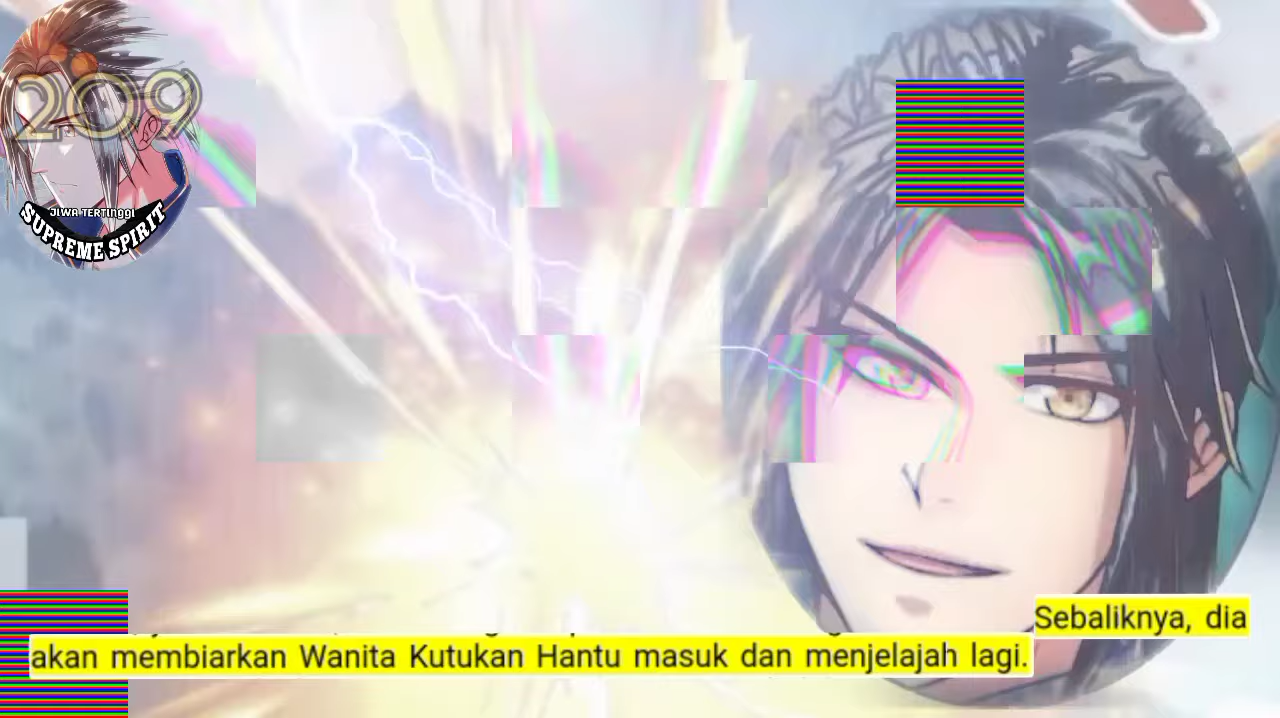 209
JIWA TERTINGGI
SUPREME SPIRIT
Sebaliknya, dia
akan membiarkan Wanita Kutukan Hantu masuk dan menjelajah lagi.